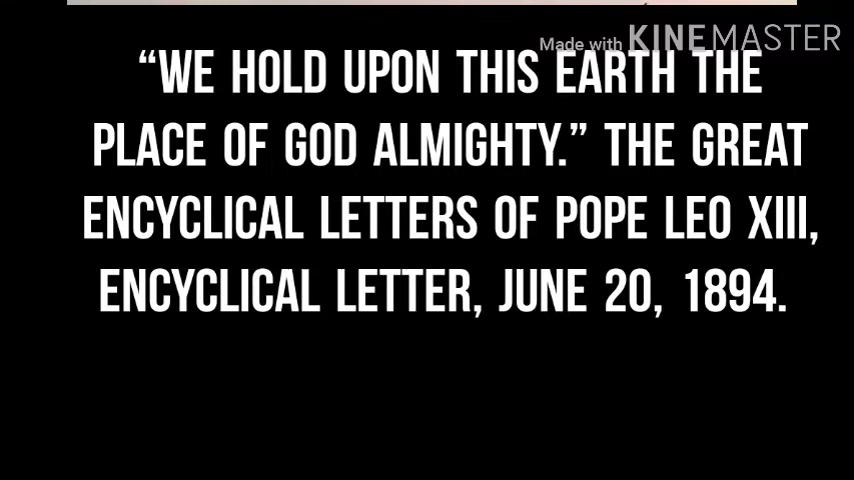 Made with KINEMASTER
“WE HOLD UPON THIS EARTH THE
PLACE OF GOD ALMIGHTY.” THE GREAT
ENCYCLICAL LETTERS OF POPE LEO XIII,
ENCYCLICAL LETTER, JUNE 20, 1894.